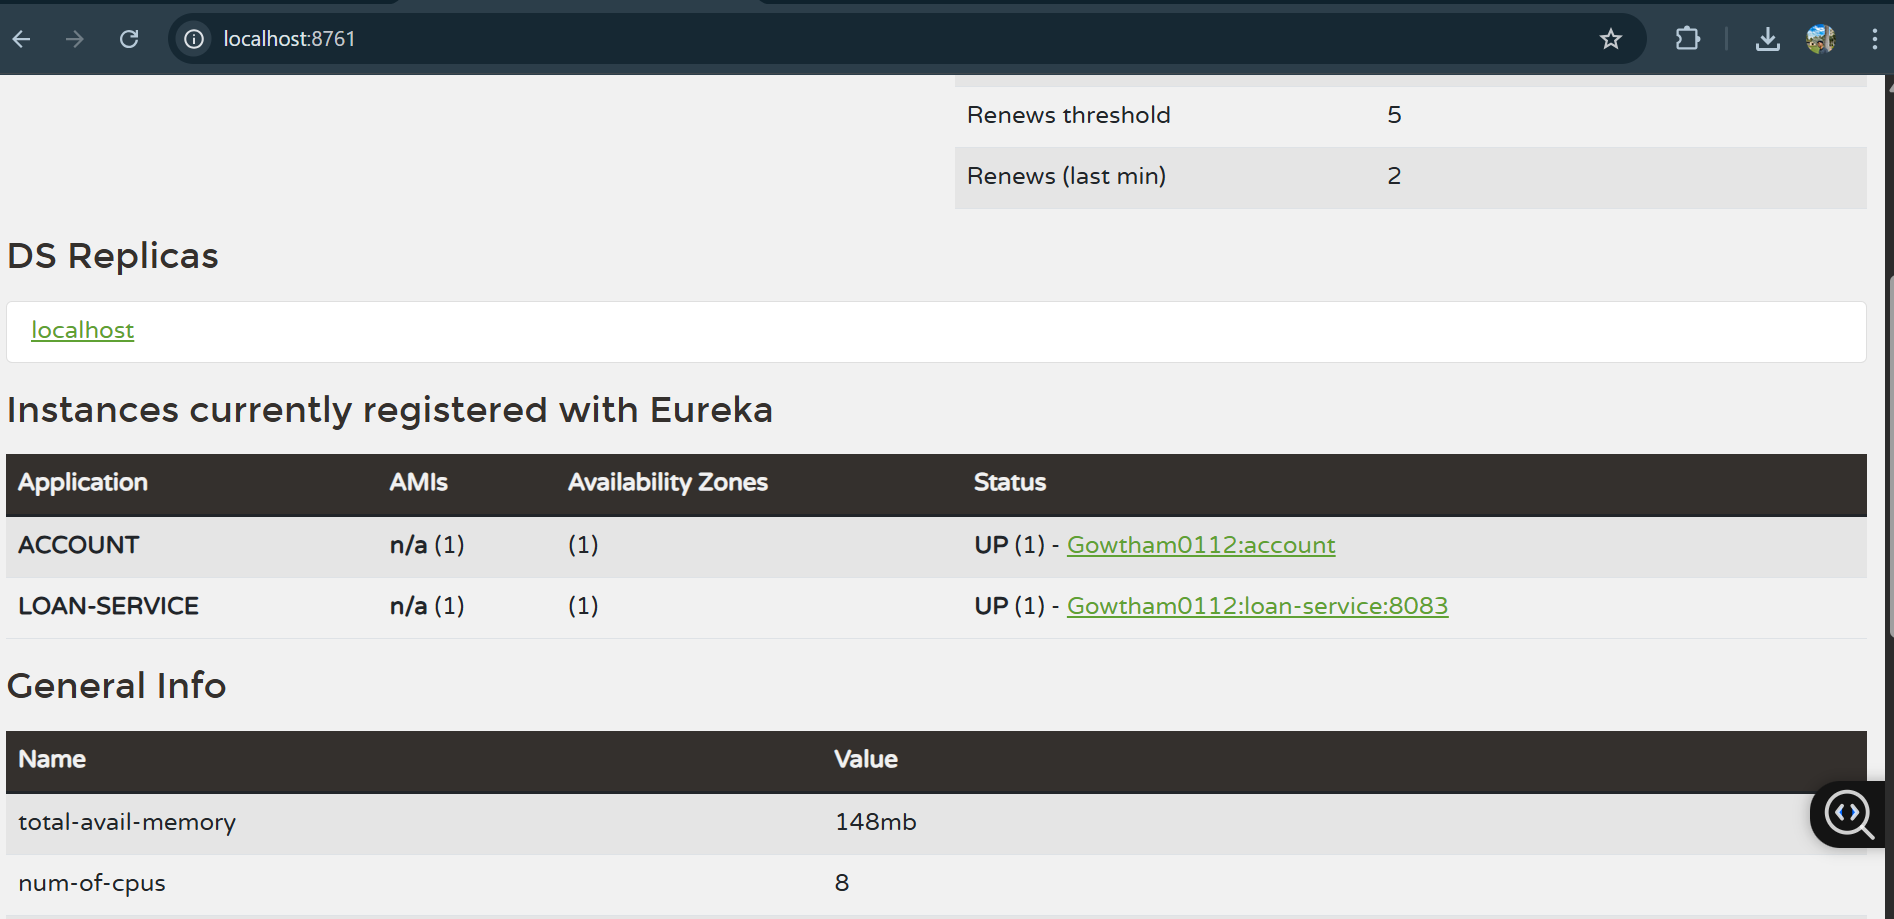 localhost:8761
Renews threshold 5
Renews (last min) 2
DS Replicas
localhost
Instances currently registered with Eureka
Application AMIs Availability Zones Status
ACCOUNT n/a (1) (1) UP (1) - Gowtham0112:account
LOAN-SERVICE n/a (1) (1) UP (1) - Gowtham0112:loan-service:8083
General Info
Name Value
total-avail-memory 148mb
num-of-cpus 8